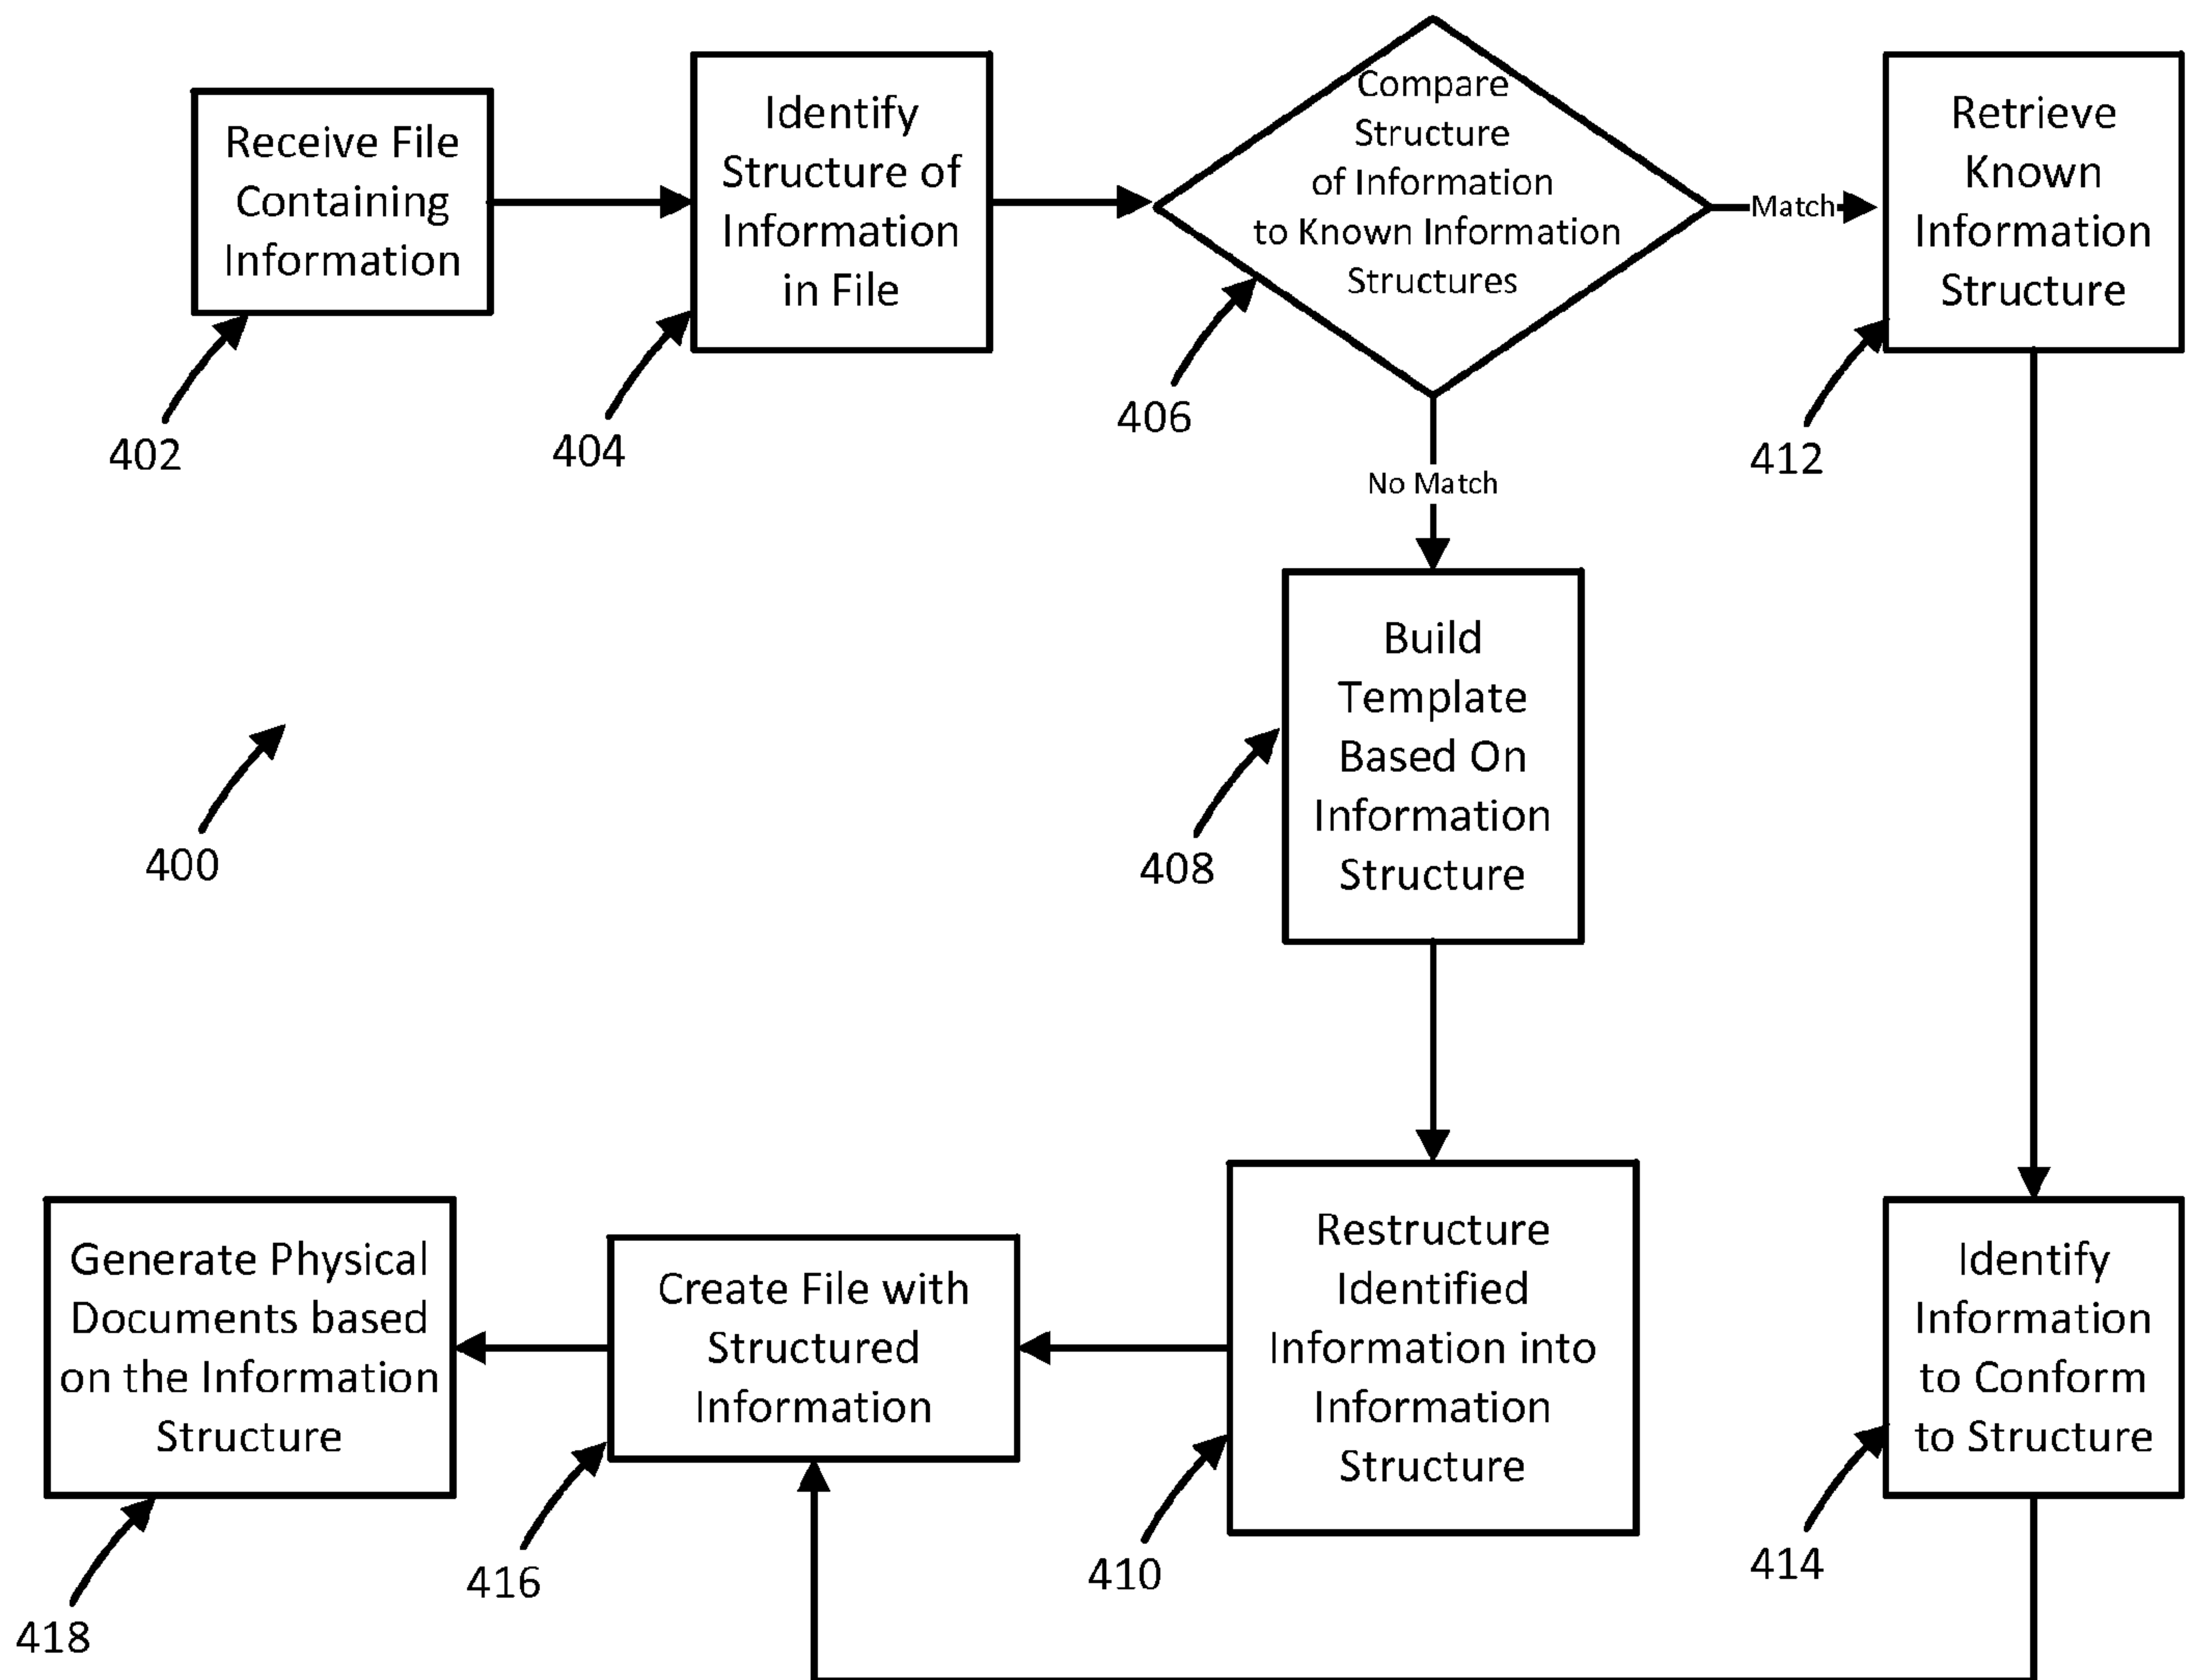 Receive File
Containing
Information
402
Identify
Structure of
Information
in File
404
Compare
Structure
of Information
to Known Information
Structures
406
Match
Retrieve
Known
Information
Structure
412
No Match
Build
Template
Based On
Information
Structure
408
400
Generate Physical
Documents based
on the Information
Structure
418
Create File with
Structured
Information
416
Restructure
Identified
Information into
Information
Structure
410
Identify
Information
to Conform
to Structure
414